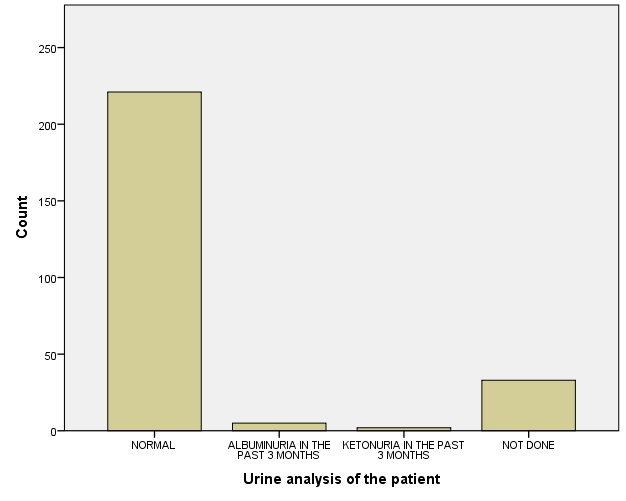 250
200
150
100
50
0
Count
NORMAL
ALBUMINURIA IN THE
PAST 3 MONTHS
KETONURIA IN THE PAST
3 MONTHS
NOT DONE
Urine analysis of the patient